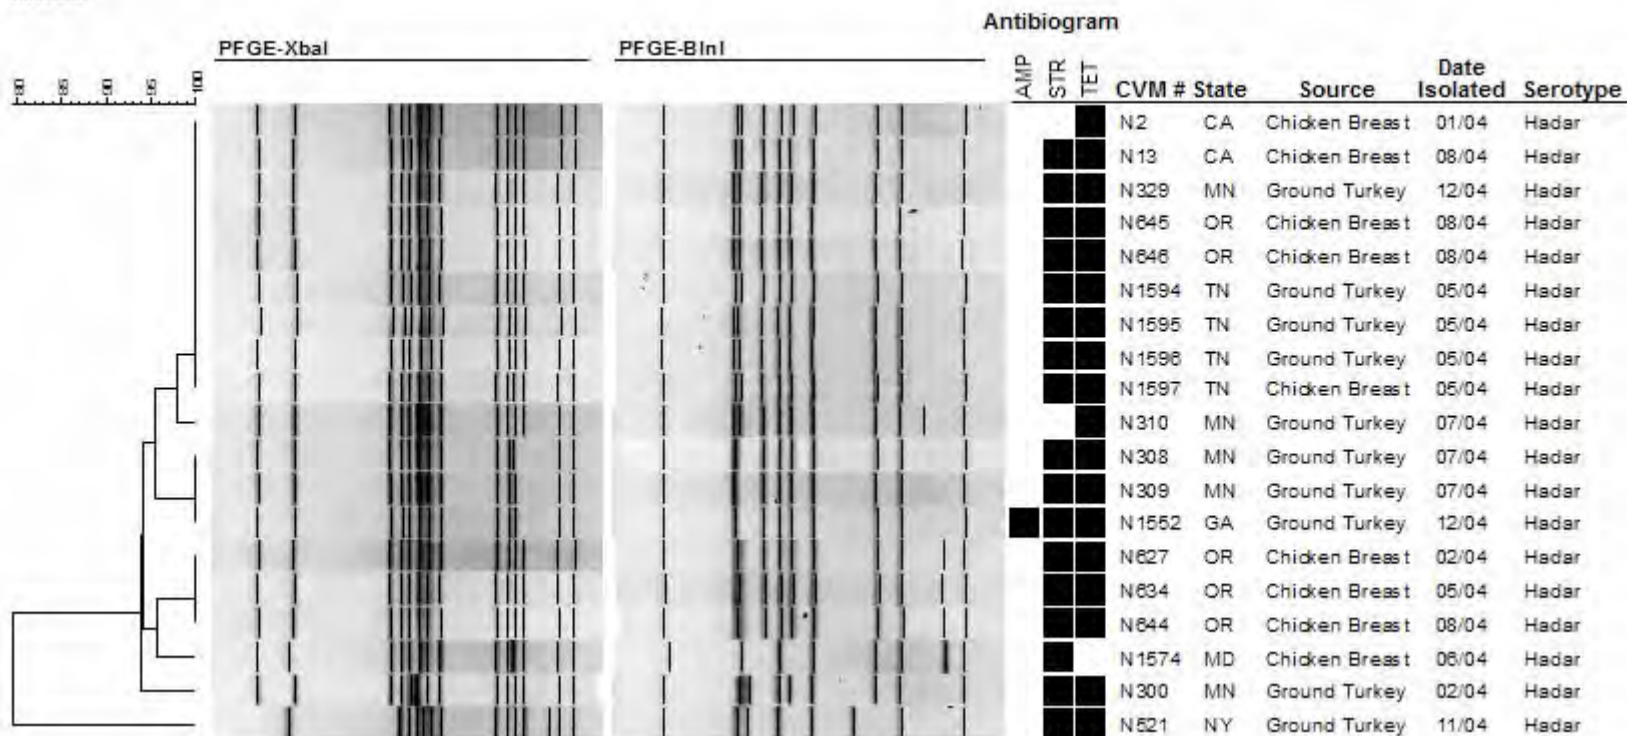 Antibiogram
PFGE-XbaI PFGE-BlnI
80 85 90 95 100
AMP STR TET CVM # State Source Date Isolated Serotype
N2 CA Chicken Breast 01/04 Hadar
N13 CA Chicken Breast 08/04 Hadar
N329 MN Ground Turkey 12/04 Hadar
N645 OR Chicken Breast 08/04 Hadar
N646 OR Chicken Breast 08/04 Hadar
N1594 TN Ground Turkey 05/04 Hadar
N1595 TN Ground Turkey 05/04 Hadar
N1596 TN Ground Turkey 05/04 Hadar
N1597 TN Chicken Breast 05/04 Hadar
N310 MN Ground Turkey 07/04 Hadar
N308 MN Ground Turkey 07/04 Hadar
N309 MN Ground Turkey 07/04 Hadar
N1552 GA Ground Turkey 12/04 Hadar
N627 OR Chicken Breast 02/04 Hadar
N634 OR Chicken Breast 05/04 Hadar
N644 OR Chicken Breast 08/04 Hadar
N1574 MD Chicken Breast 06/04 Hadar
N300 MN Ground Turkey 02/04 Hadar
N521 NY Ground Turkey 11/04 Hadar